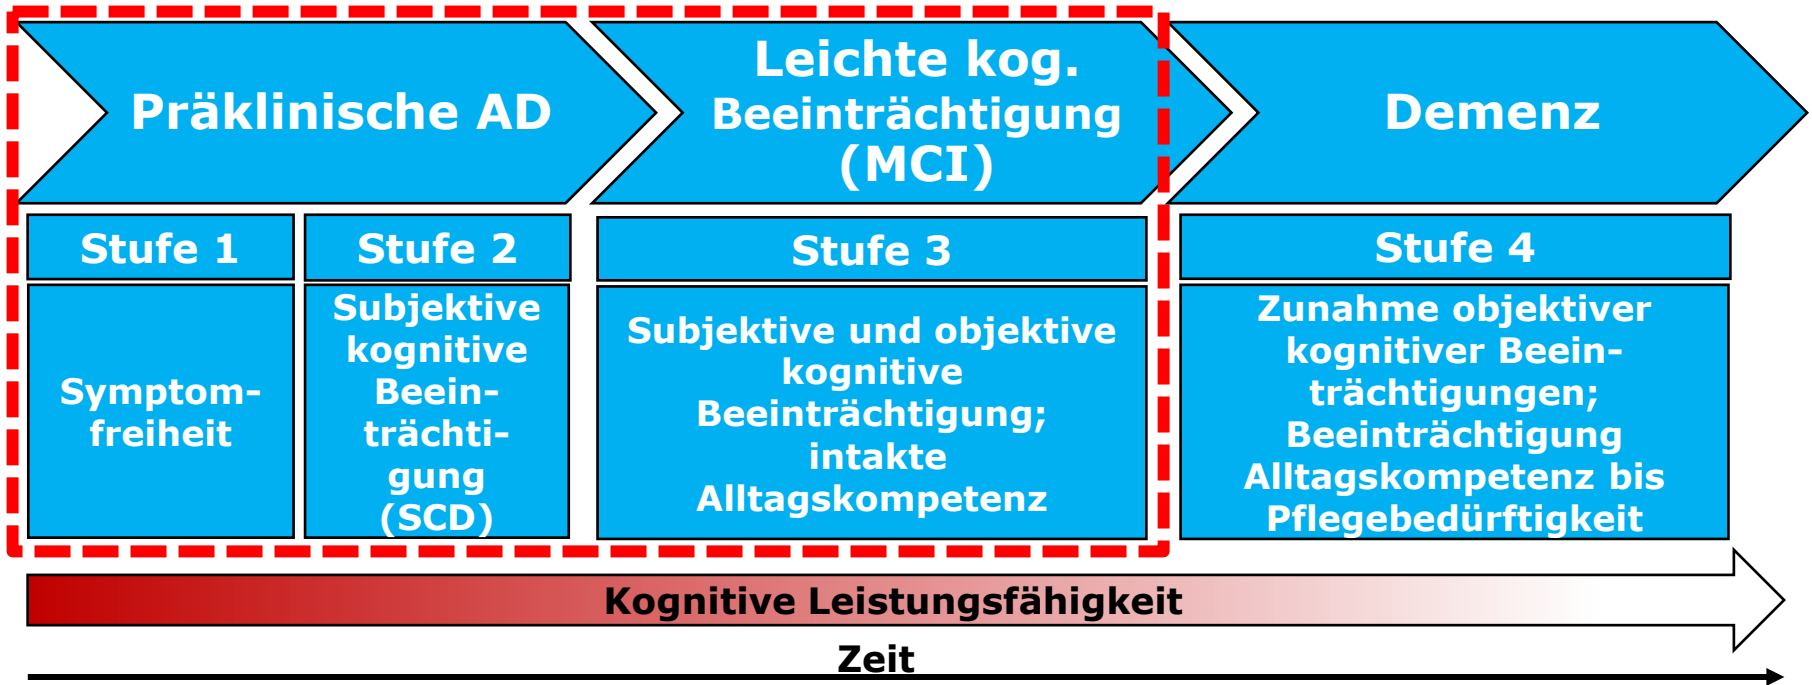 Präklinische AD
Leichte kog.
Beeinträchtigung
(MCI)
Demenz
Stufe 1
Stufe 2
Stufe 3
Stufe 4
Symptom-
freiheit
Subjektive
kognitive
Beein-
trächti-
gung
(SCD)
Subjektive und objektive
kognitive
Beeinträchtigung;
intakte
Alltagskompetenz
Zunahme objektiver
kognitiver Beein-
trächtigungen;
Beeinträchtigung
Alltagskompetenz bis
Pflegebedürftigkeit
Kognitive Leistungsfähigkeit
Zeit